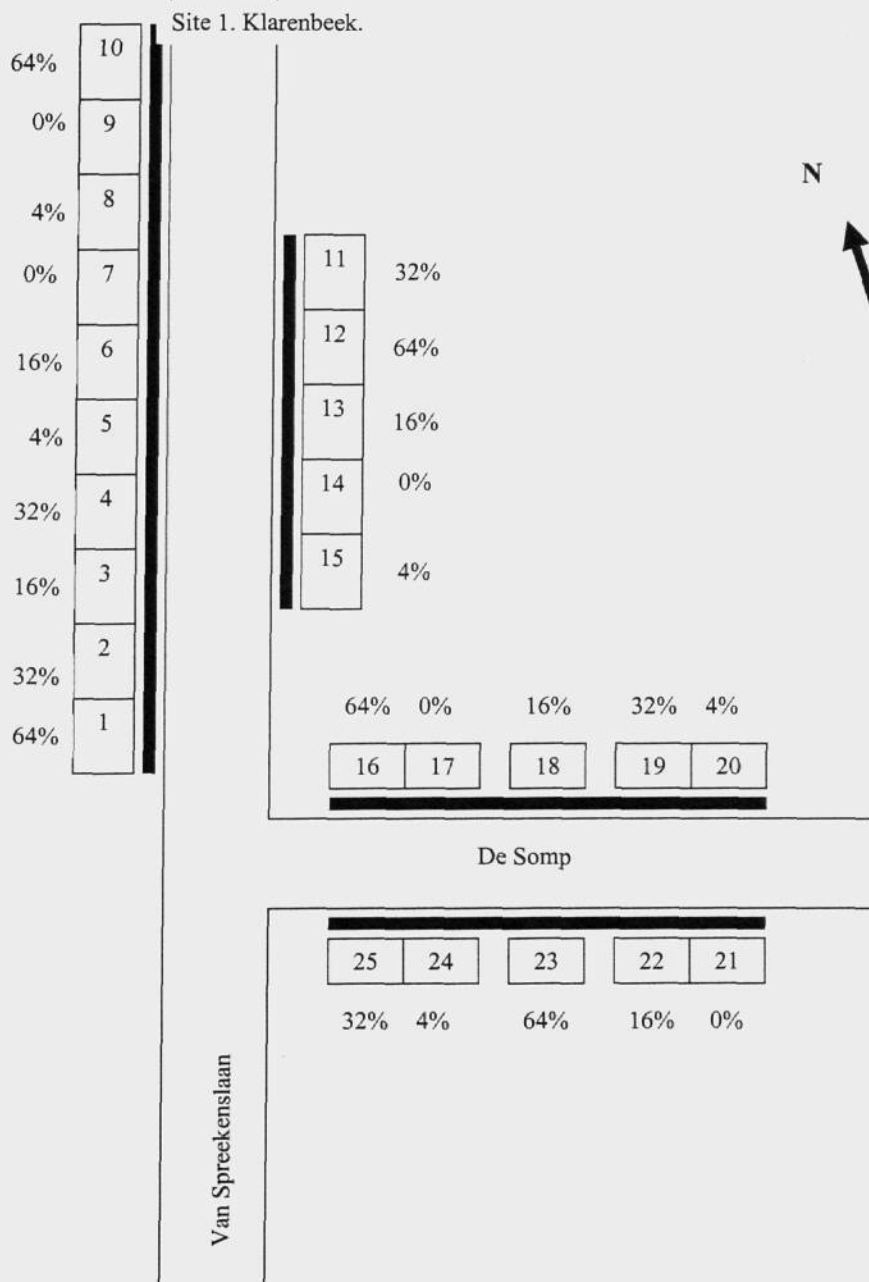 Site 1. Klarenbeek.
64% 10
0% 9
4% 8
0% 7
16% 6
4% 5
32% 4
16% 3
32% 2
64% 1
N
11 32%
12 64%
13 16%
14 0%
15 4%
64% 0% 16% 32% 4%
16 17 18 19 20
De Somp
25 24 23 22 21
32% 4% 64% 16% 0%
Van Spreekenslaan